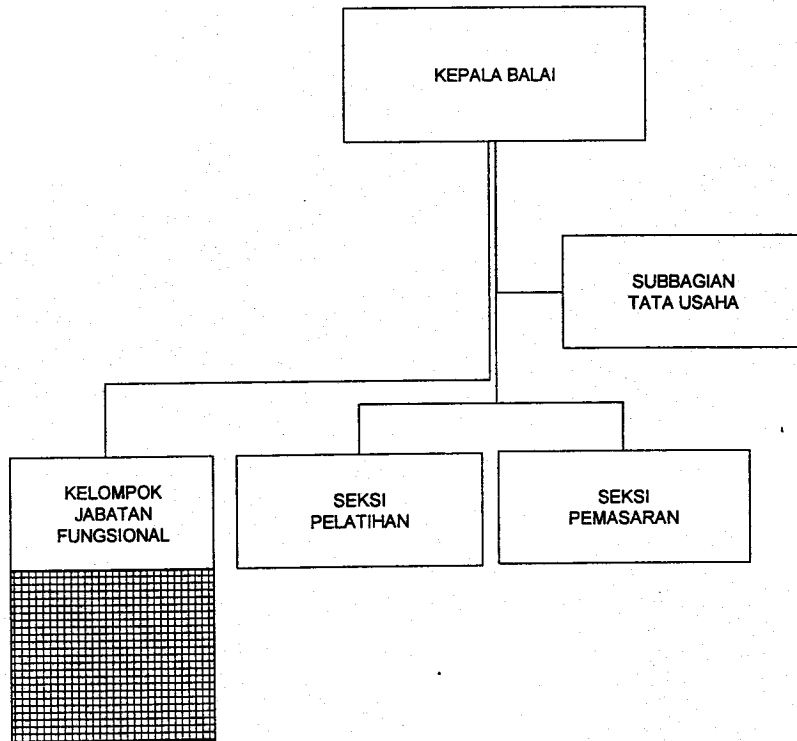 KEPALA BALAI
SUBBAGIAN
TATA USAHA
KELOMPOK
JABATAN
FUNGSIONAL
SEKSI
PELATIHAN
SEKSI
PEMASARAN